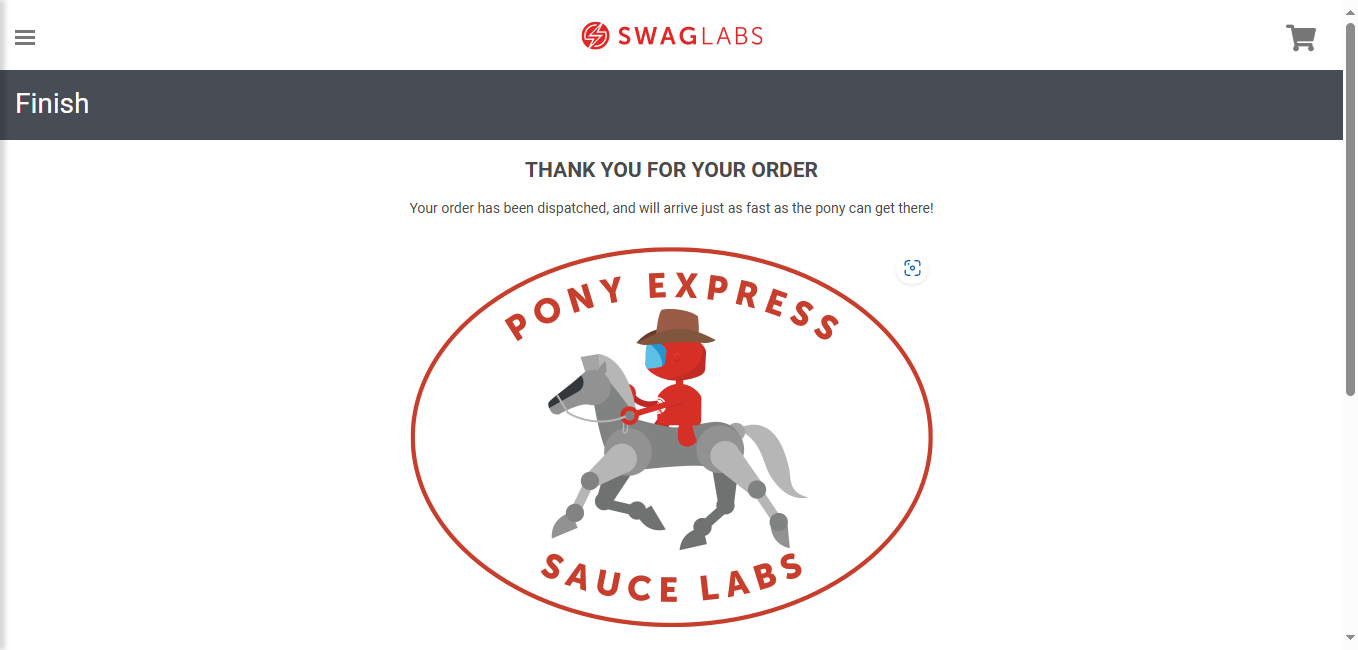 SWAGLABS
Finish
THANK YOU FOR YOUR ORDER
Your order has been dispatched, and will arrive just as fast as the pony can get there!
PONY EXPRESS
SAUCE LABS